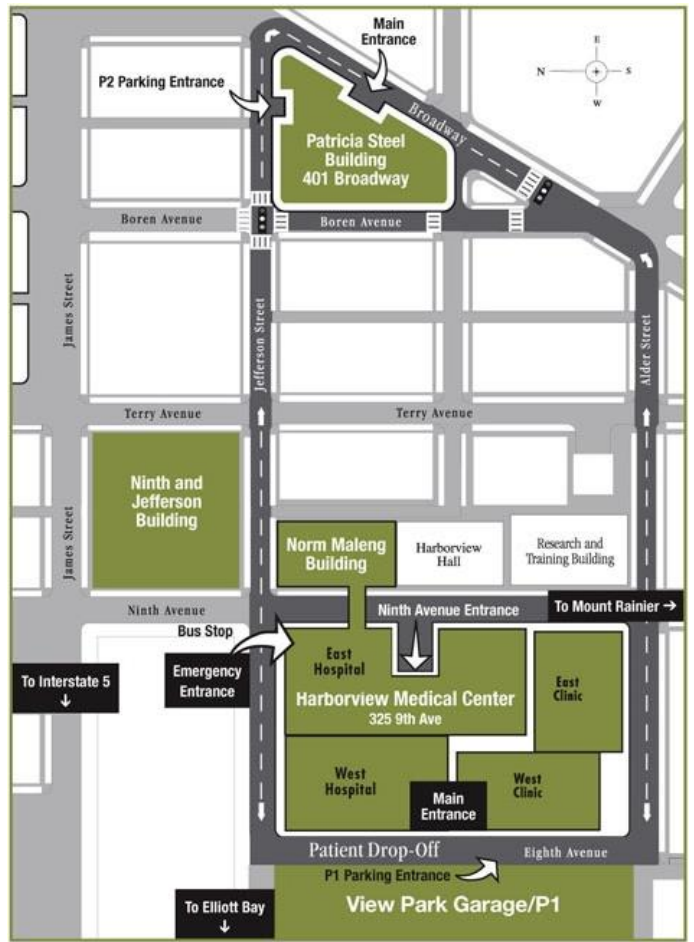 Main
Entrance
E
N
S
W
P2 Parking Entrance
Broadway
Patricia Steel
Building
401 Broadway
Boren Avenue
Boren Avenue
James Street
Jefferson Street
Alder Street
Terry Avenue
Terry Avenue
Ninth and
Jefferson
Building
James Street
Norm Maleng
Building
Harborview
Hall
Research and
Training Building
Ninth Avenue
Ninth Avenue Entrance
To Mount Rainier →
Bus Stop
Emergency
Entrance
East
Hospital
To Interstate 5
↓
East
Clinic
Harborview Medical Center
325 9th Ave
West
Hospital
West
Clinic
Main
Entrance
Patient Drop-Off
Eighth Avenue
P1 Parking Entrance
To Elliott Bay
↓
View Park Garage/P1